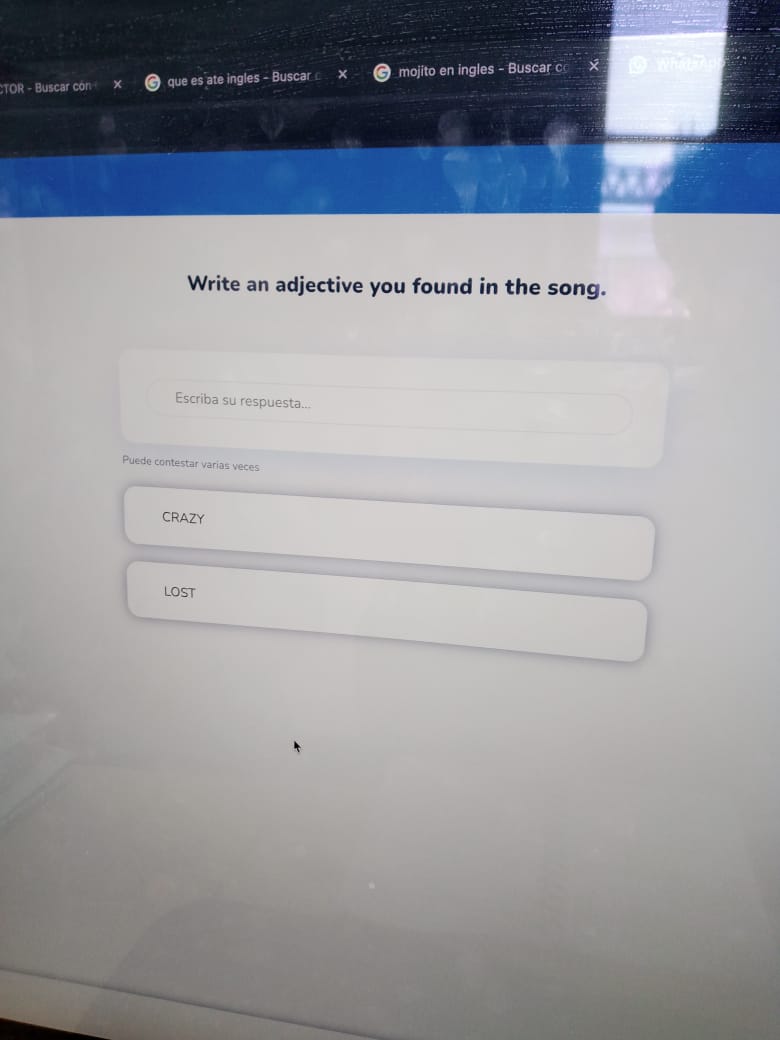 CTOR - Buscar con
que es ate ingles - Buscar c
mojito en ingles - Buscar co
WhatsApp
Write an adjective you found in the song.
Escriba su respuesta...
Puede contestar varias veces
CRAZY
LOST